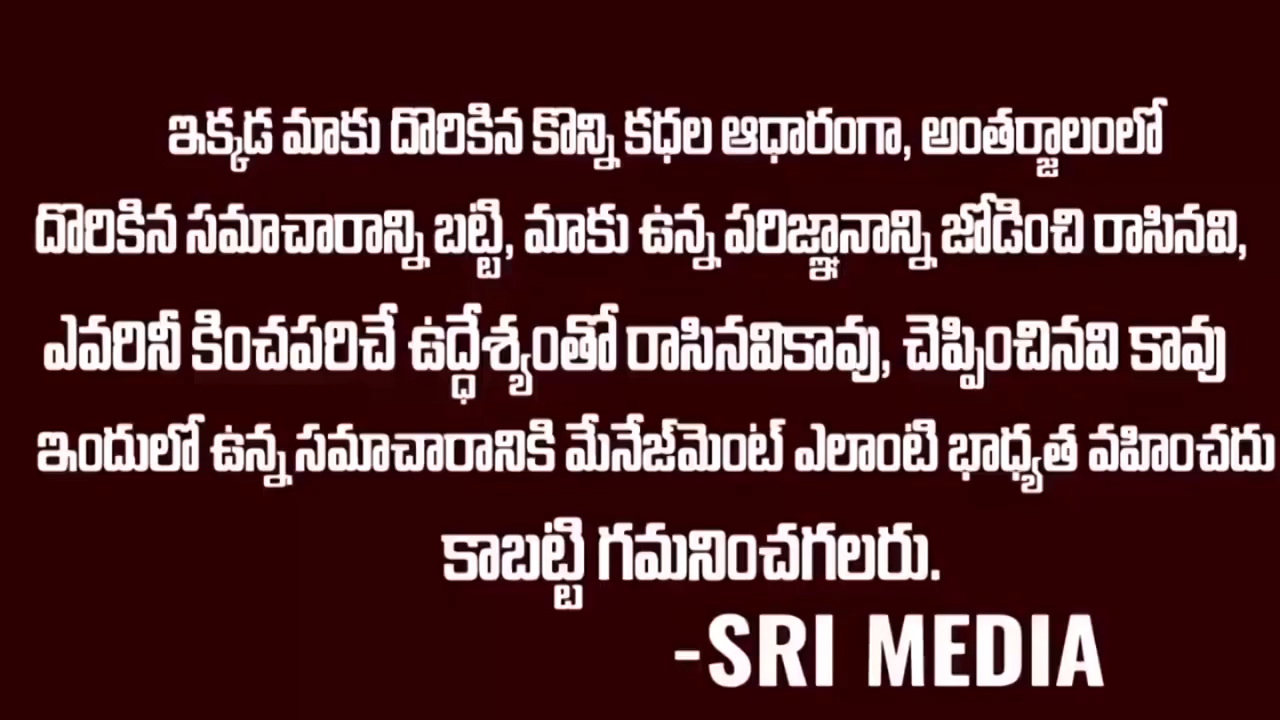 ఇక్కడ మాకు దొరికిన కొన్ని కధల ఆధారంగా, అంతర్జాలంలో
దొరికిన సమాచారాన్ని బట్టి, మాకు ఉన్న పరిజ్ఞానాన్ని జోడించి రాసినవి,
ఎవరినీ కించపరిచే ఉద్ధేశ్యంతో రాసినవికావు, చెప్పించినవి కావు
ఇందులో ఉన్న సమాచారానికి మేనేజ్‌మెంట్ ఎలాంటి భాధ్యత వహించదు
కాబట్టి గమనించగలరు.
-SRI MEDIA